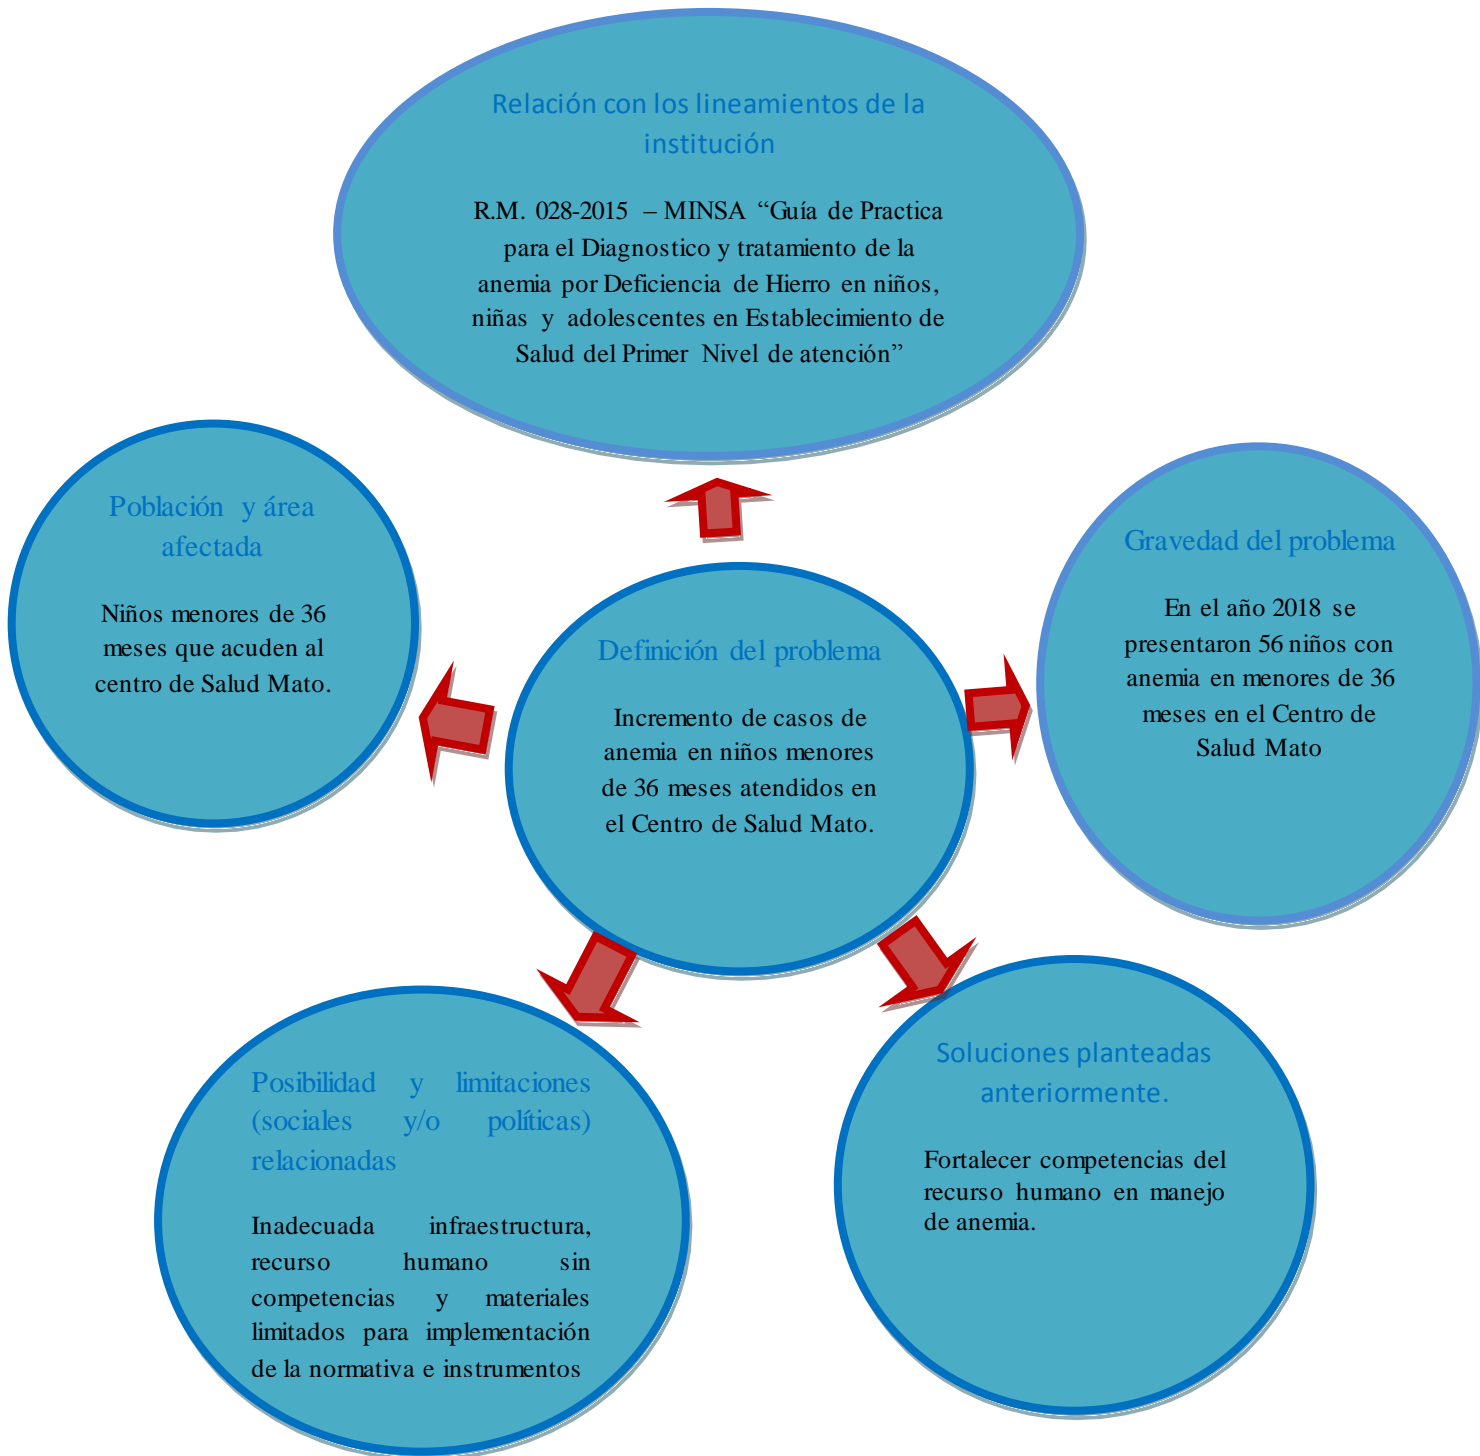 Relación con los lineamientos de la
institución
R.M. 028-2015 – MINSA “Guía de Practica
para el Diagnostico y tratamiento de la
anemia por Deficiencia de Hierro en niños,
niñas y adolescentes en Establecimiento de
Salud del Primer Nivel de atención”
Población y área
afectada
Niños menores de 36
meses que acuden al
centro de Salud Mato.
Definición del problema
Incremento de casos de
anemia en niños menores
de 36 meses atendidos en
el Centro de Salud Mato.
Gravedad del problema
En el año 2018 se
presentaron 56 niños con
anemia en menores de 36
meses en el Centro de
Salud Mato
Posibilidad y limitaciones
(sociales y/o políticas)
relacionadas
Inadecuada infraestructura,
recurso humano sin
competencias y materiales
limitados para implementación
de la normativa e instrumentos
Soluciones planteadas
anteriormente.
Fortalecer competencias del
recurso humano en manejo
de anemia.